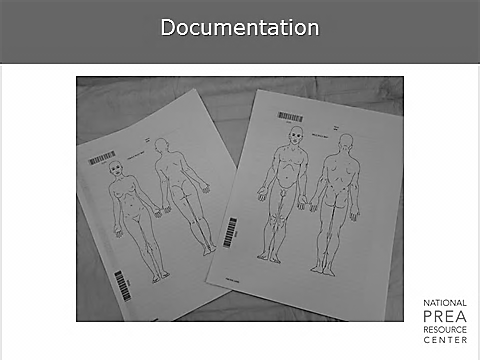 Documentation
NATIONAL
PREA
RESOURCE
CENTER